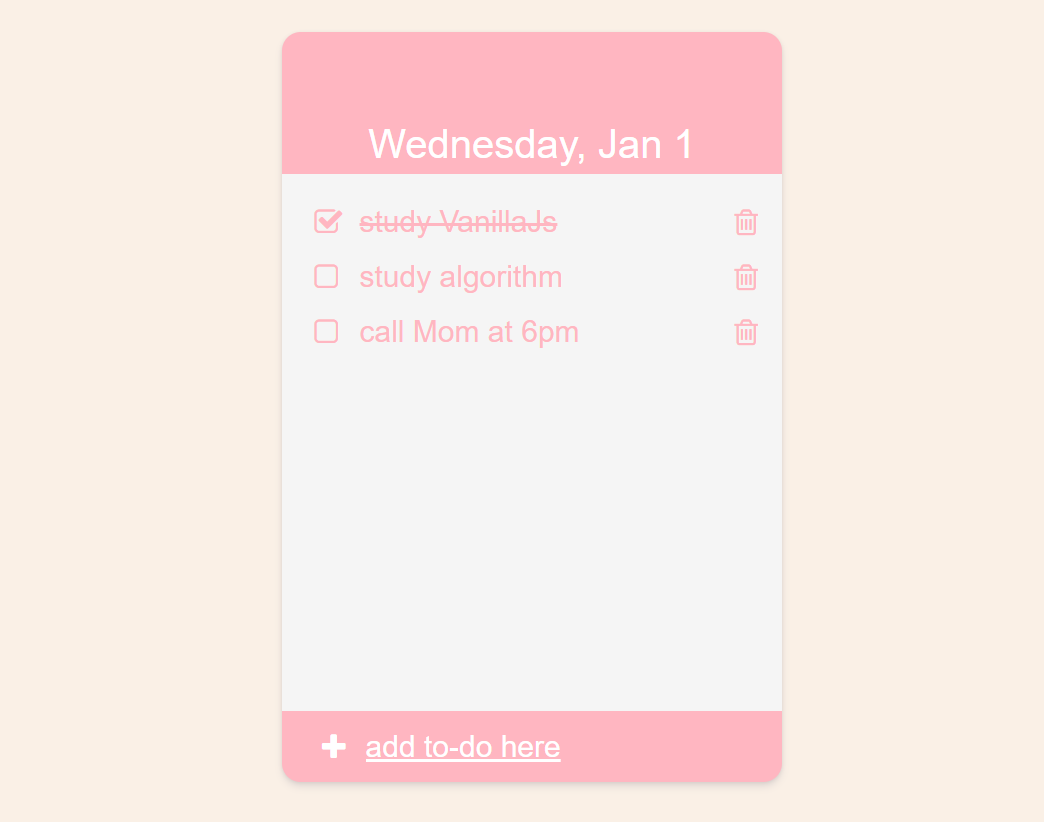 Wednesday, Jan 1
study VanillaJs
study algorithm
call Mom at 6pm
add to-do here